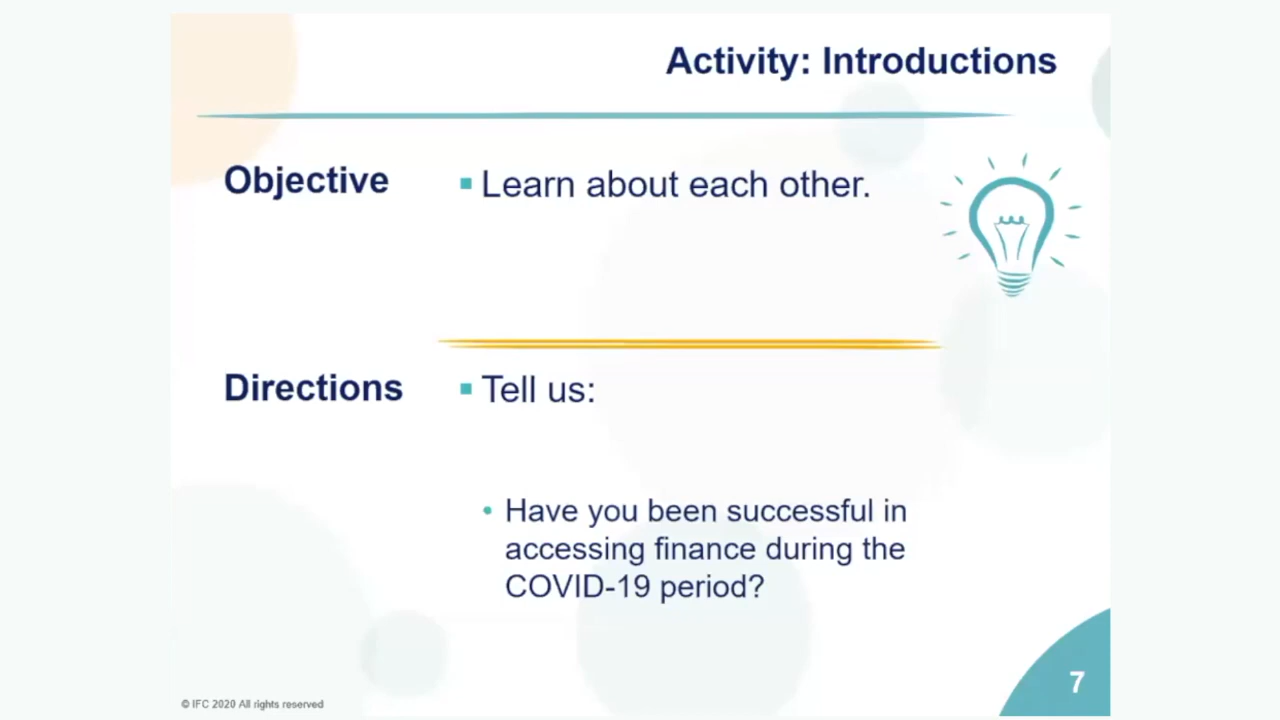 Activity: Introductions
Objective
Learn about each other.
Directions
Tell us:
Have you been successful in
accessing finance during the
COVID-19 period?
© IFC 2020 All rights reserved
7